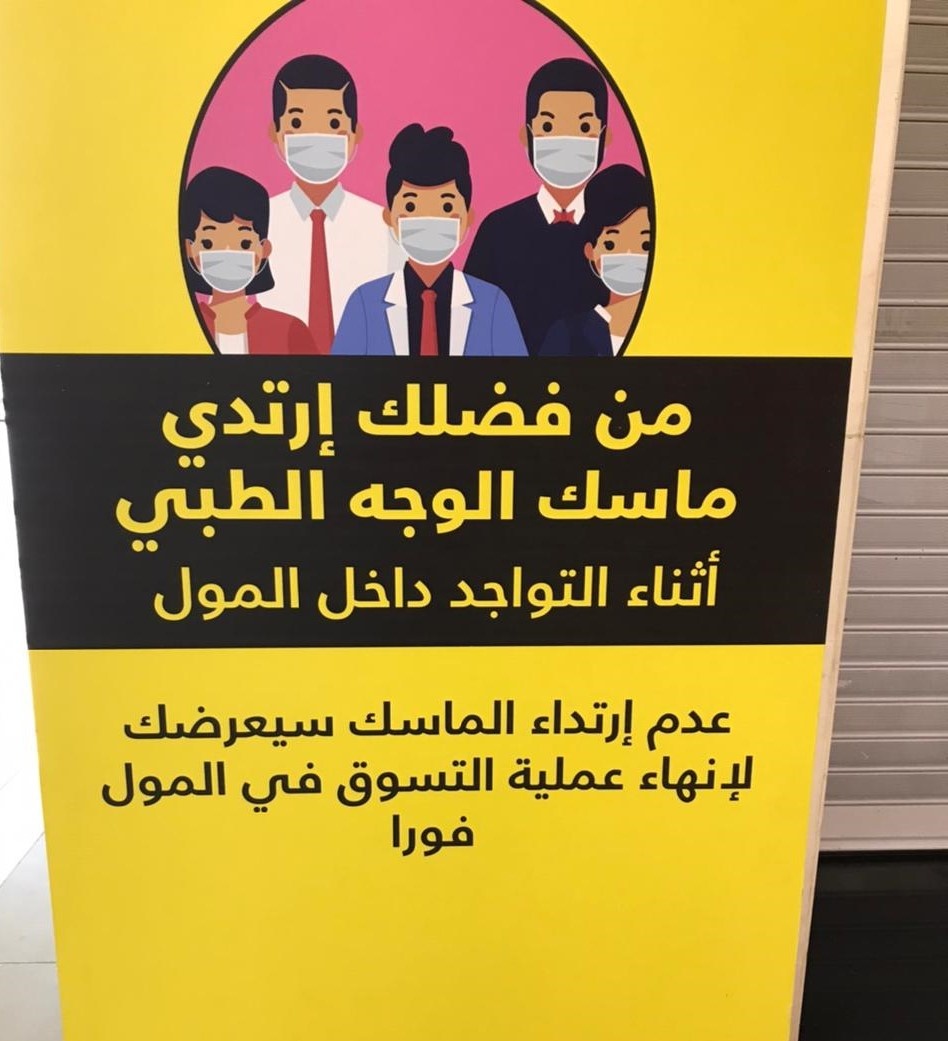 من فضلك إرتدي
ماسك الوجه الطبي
أثناء التواجد داخل المول
عدم إرتداء الماسك سيعرضك
لإنهاء عملية التسوق في المول
فورا